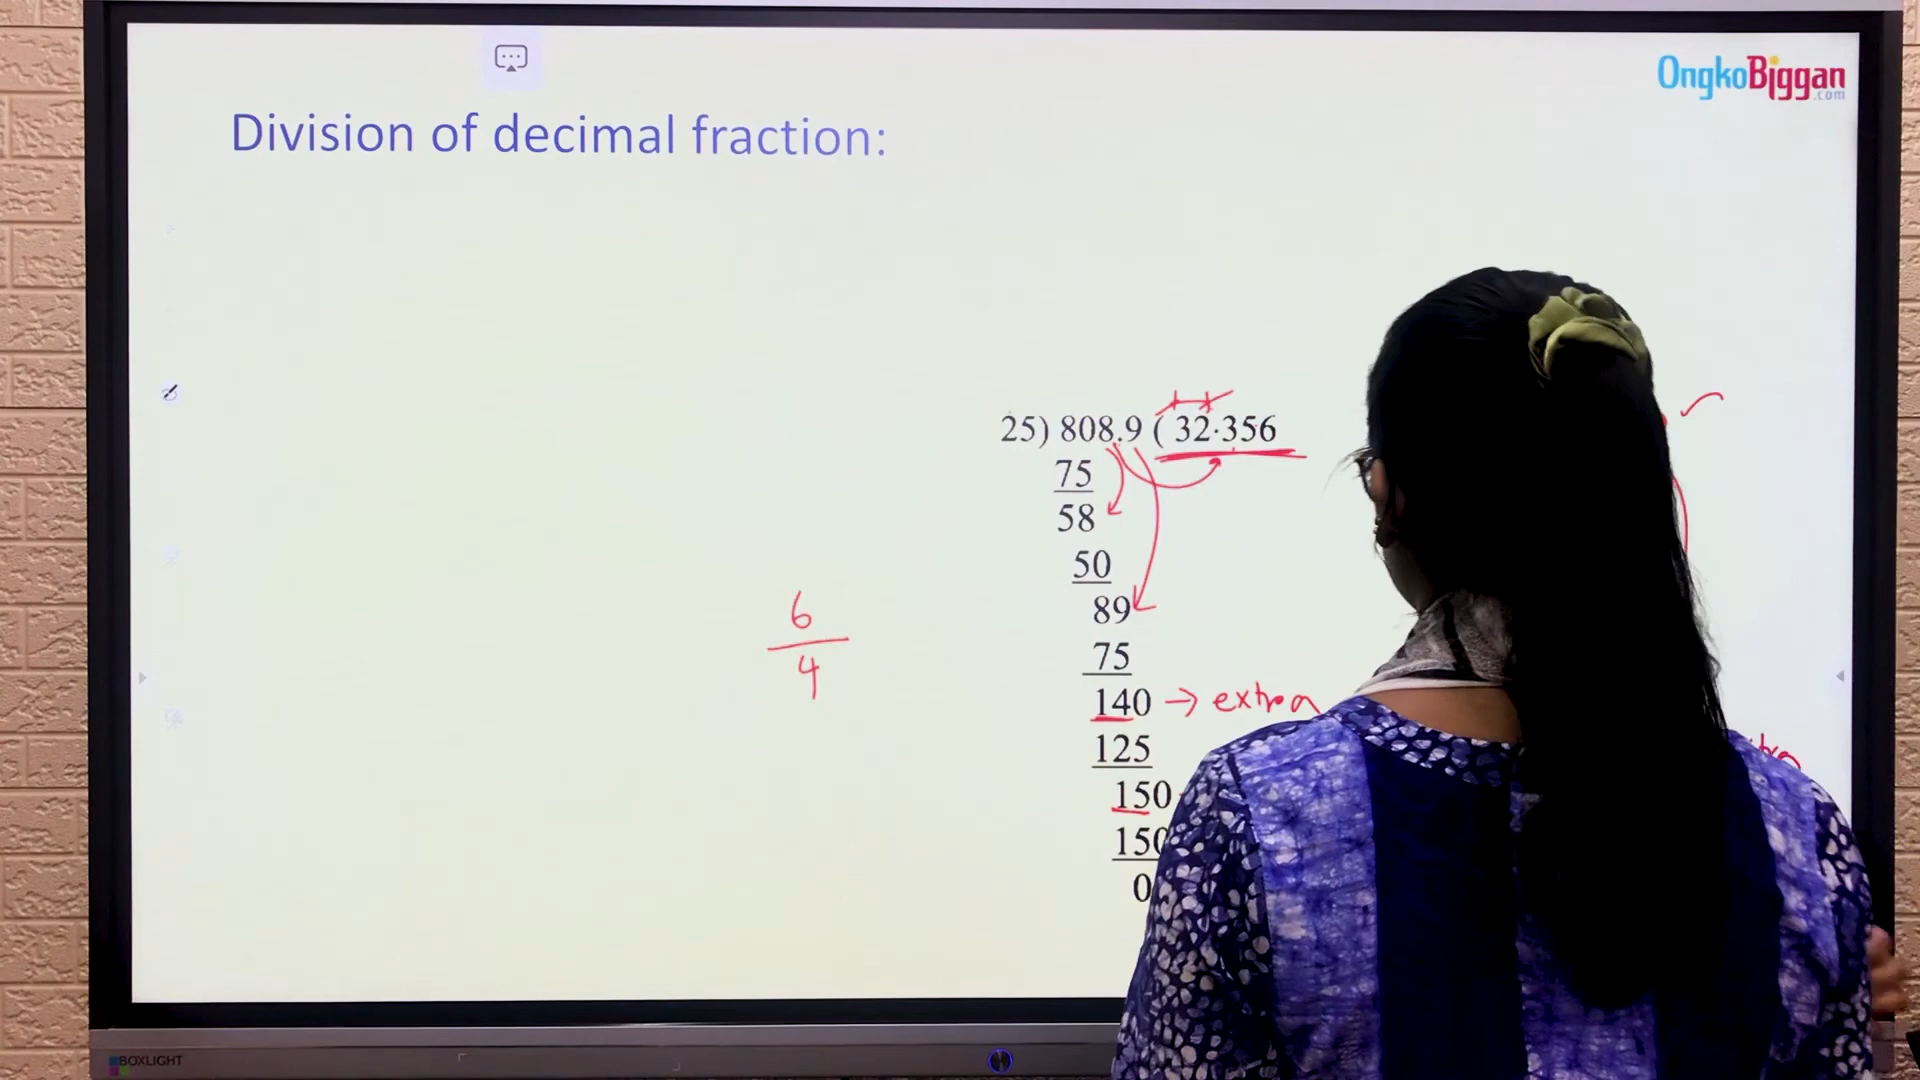 OngkoBiggan
.com
Division of decimal fraction:
25) 808.9 ( 32·356
75
58
50
89
75
140 → extra
125
150
150
0
6
4
BOXLIGHT